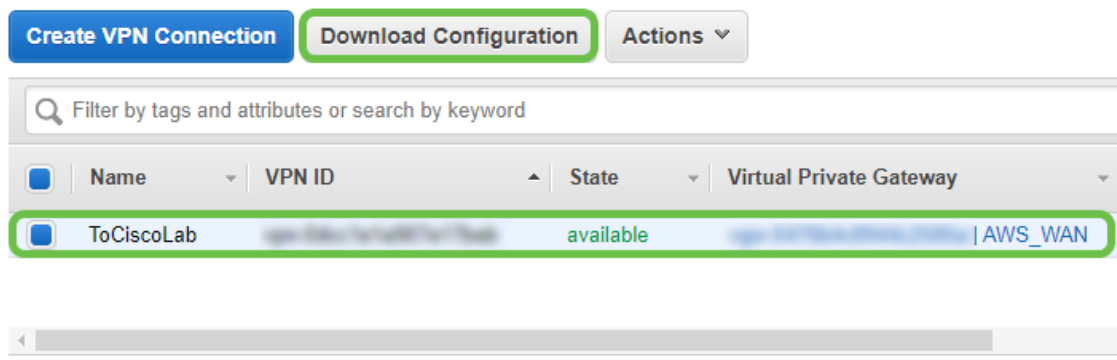 Create VPN Connection Download Configuration Actions
Filter by tags and attributes or search by keyword
Name VPN ID State Virtual Private Gateway
ToCiscoLab available | AWS_WAN